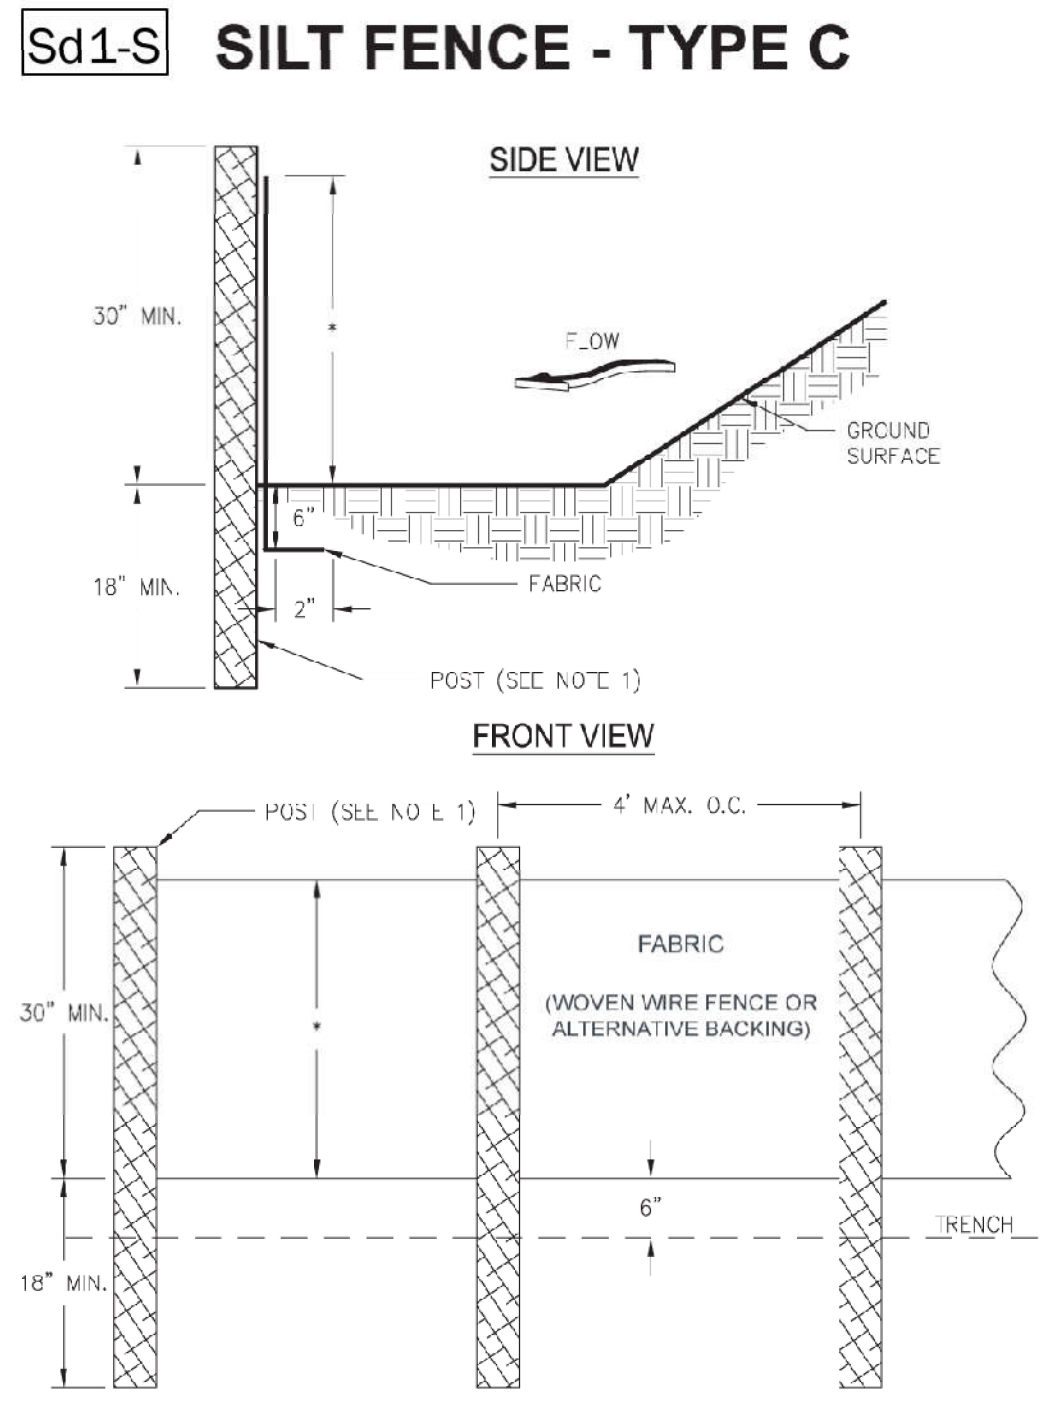 Sd1-S SILT FENCE - TYPE C
SIDE VIEW
30" MIN.
*
FLOW
GROUND
SURFACE
6"
18" MIN.
FABRIC
2"
POST (SEE NOTE 1)
FRONT VIEW
POST (SEE NOTE 1)
4' MAX. O.C.
FABRIC
30" MIN.
(WOVEN WIRE FENCE OR
ALTERNATIVE BACKING)
*
6"
TRENCH
18" MIN.